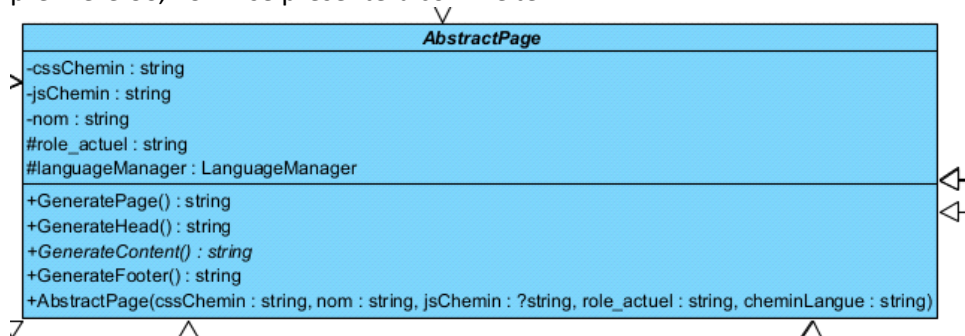 AbstractPage
-cssChemin : string
-jsChemin : string
-nom : string
#role_actuel : string
#languageManager : LanguageManager
+GeneratePage() : string
+GenerateHead() : string
+GenerateContent() : string
+GenerateFooter() : string
+AbstractPage(cssChemin : string, nom : string, jsChemin : ?string, role_actuel : string, cheminLangue : string)